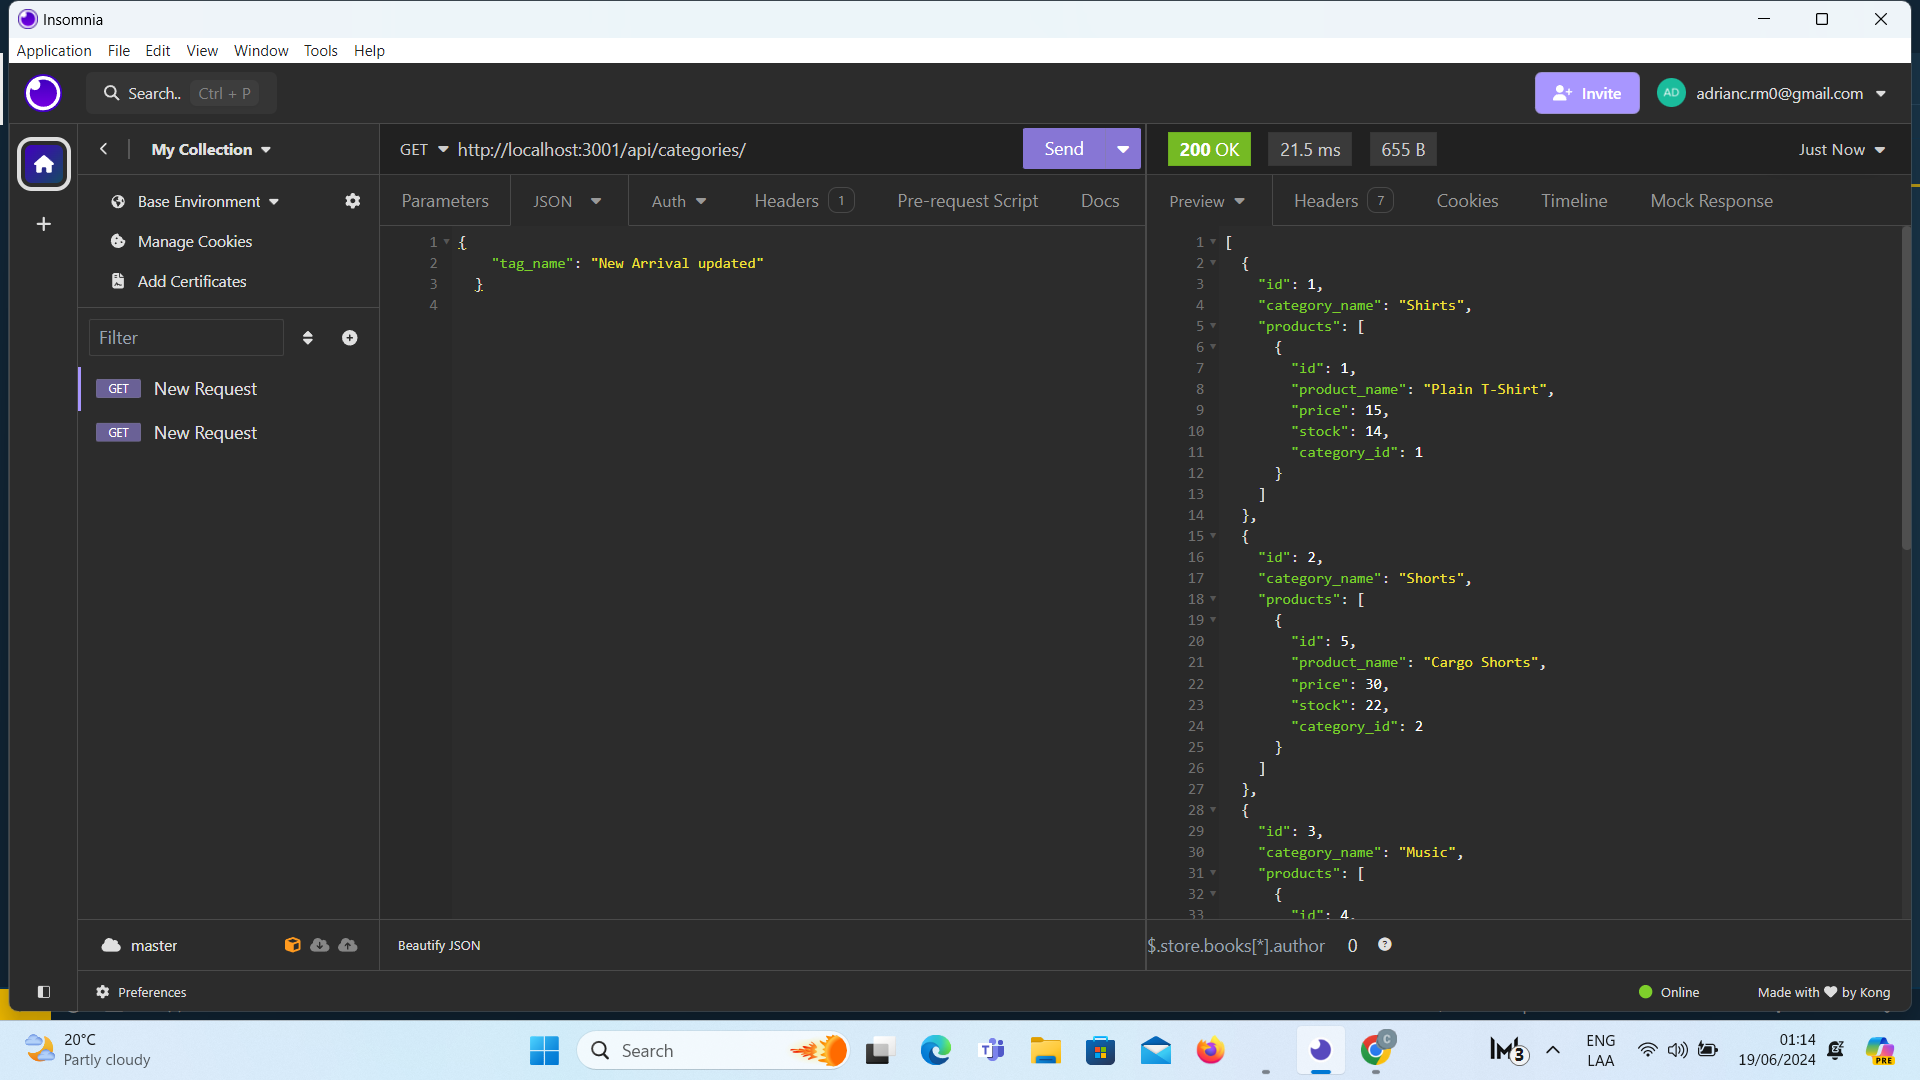 Insomnia
Application File Edit View Window Tools Help
Search.. Ctrl + P
Invite
AD adrianc.rm0@gmail.com
My Collection
GET http://localhost:3001/api/categories/
Send
200 OK 21.5 ms 655 B
Just Now
Base Environment
Manage Cookies
Add Certificates
Filter
GET New Request
GET New Request
Parameters JSON Auth Headers 1 Pre-request Script Docs
1 {
2 "tag_name": "New Arrival updated"
3 }
4
Preview Headers 7 Cookies Timeline Mock Response
1 [
2 {
3 "id": 1,
4 "category_name": "Shirts",
5 "products": [
6 {
7 "id": 1,
8 "product_name": "Plain T-Shirt",
9 "price": 15,
10 "stock": 14,
11 "category_id": 1
12 }
13 ]
14 },
15 {
16 "id": 2,
17 "category_name": "Shorts",
18 "products": [
19 {
20 "id": 5,
21 "product_name": "Cargo Shorts",
22 "price": 30,
23 "stock": 22,
24 "category_id": 2
25 }
26 ]
27 },
28 {
29 "id": 3,
30 "category_name": "Music",
31 "products": [
32 {
33 "id": 4,
master
Beautify JSON
$.store.books[*].author 0
Preferences
Online
Made with by Kong
20°C
Partly cloudy
Search
C
3
ENG
LAA
01:14
19/06/2024
PRE